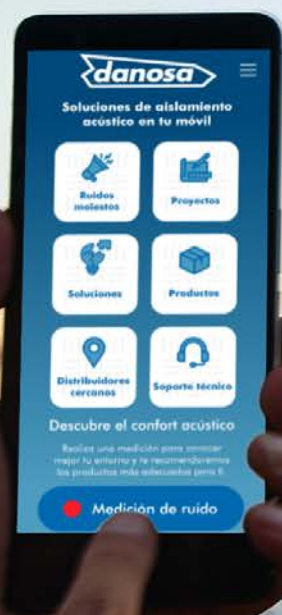 danosa
Soluciones de aislamiento
acústico en tu móvil
Ruidos
molestos
Proyectos
Soluciones
Productos
Distribuidores
cercanos
Soporte técnico
Descubre el confort acústico
Realiza una medición para conocer
mejor tu entorno y te recomendaremos
los productos más adecuados para ti.
Medición de ruido